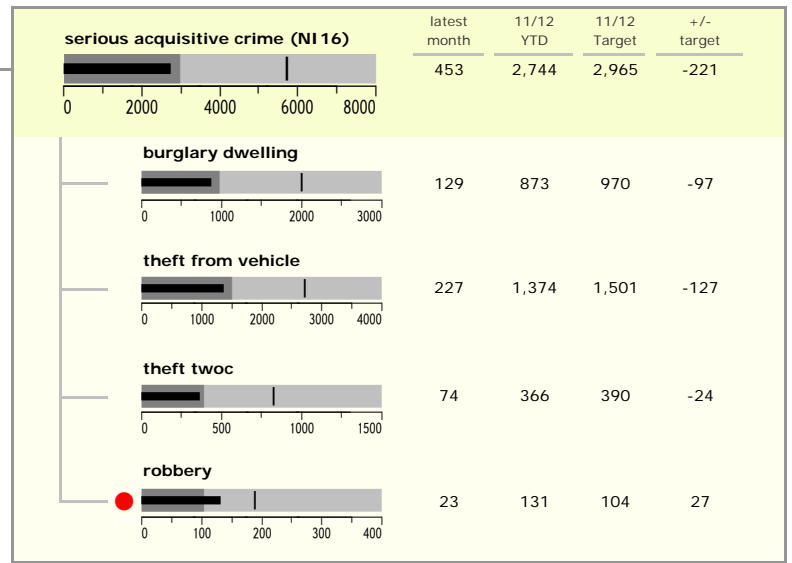 latest 11/12 11/12 +/-
serious acquisitive crime (NI16) month YTD Target target
453 2,744 2,965 -221
0 2000 4000 6000 8000
burglary dwelling
129 873 970 -97
0 1000 2000 3000
theft from vehicle
227 1,374 1,501 -127
0 1000 2000 3000 4000
theft twoc
74 366 390 -24
0 500 1000 1500
robbery
23 131 104 27
0 100 200 300 400